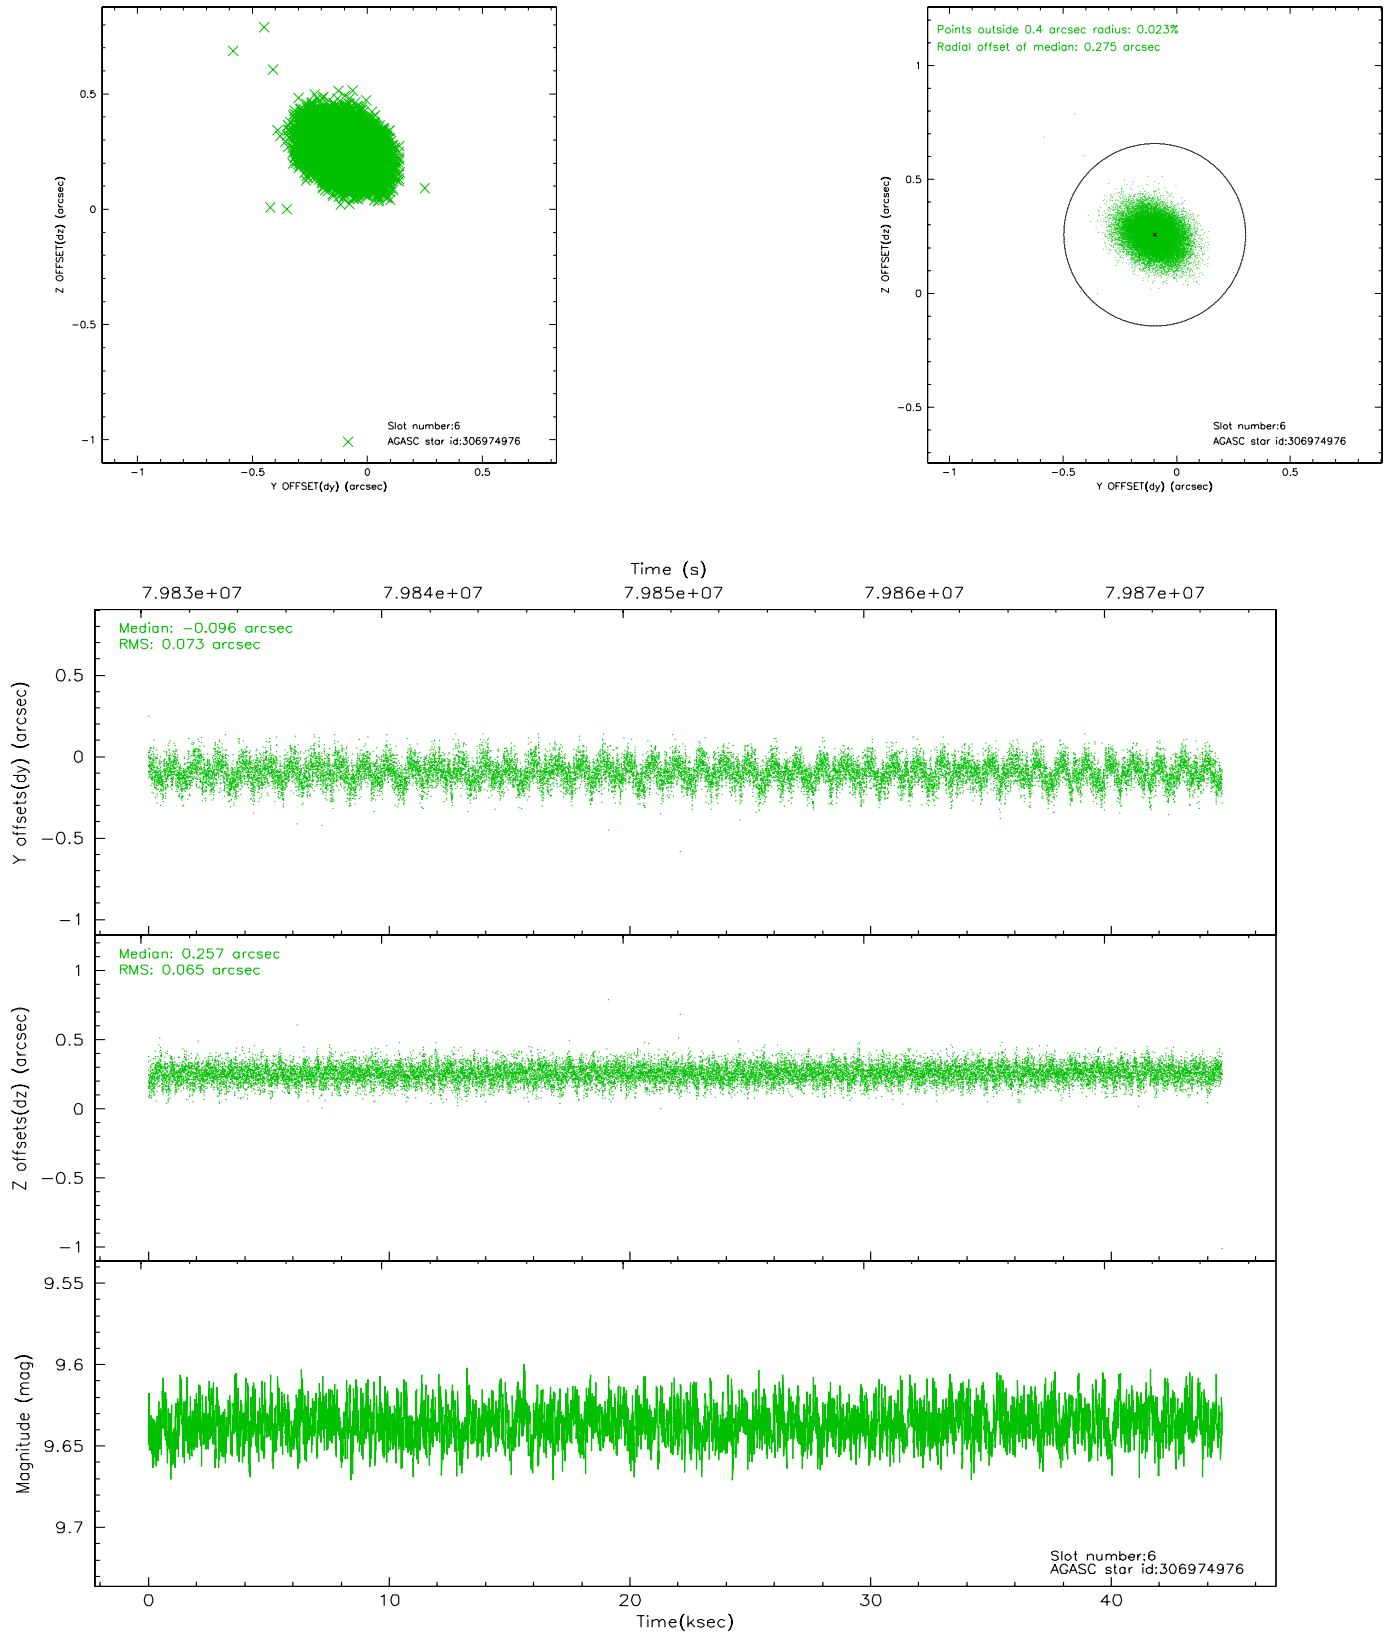 0.5
0
-0.5
-1
Z OFFSET(dz) (arcsec)
Slot number:6
AGASC star id:306974976
-1
-0.5
0
0.5
Y OFFSET(dy) (arcsec)
Points outside 0.4 arcsec radius: 0.023%
Radial offset of median: 0.275 arcsec
1
0.5
0
-0.5
Z OFFSET(dz) (arcsec)
Slot number:6
AGASC star id:306974976
-1
-0.5
0
0.5
Y OFFSET(dy) (arcsec)
Time (s)
7.983e+07
7.984e+07
7.985e+07
7.986e+07
7.987e+07
Median: -0.096 arcsec
RMS: 0.073 arcsec
0.5
0
-0.5
-1
Y offsets(dy) (arcsec)
Median: 0.257 arcsec
RMS: 0.065 arcsec
1
0.5
0
-0.5
-1
Z offsets(dz) (arcsec)
9.55
9.6
9.65
9.7
Magnitude (mag)
Slot number:6
AGASC star id:306974976
0
10
20
30
40
Time(ksec)